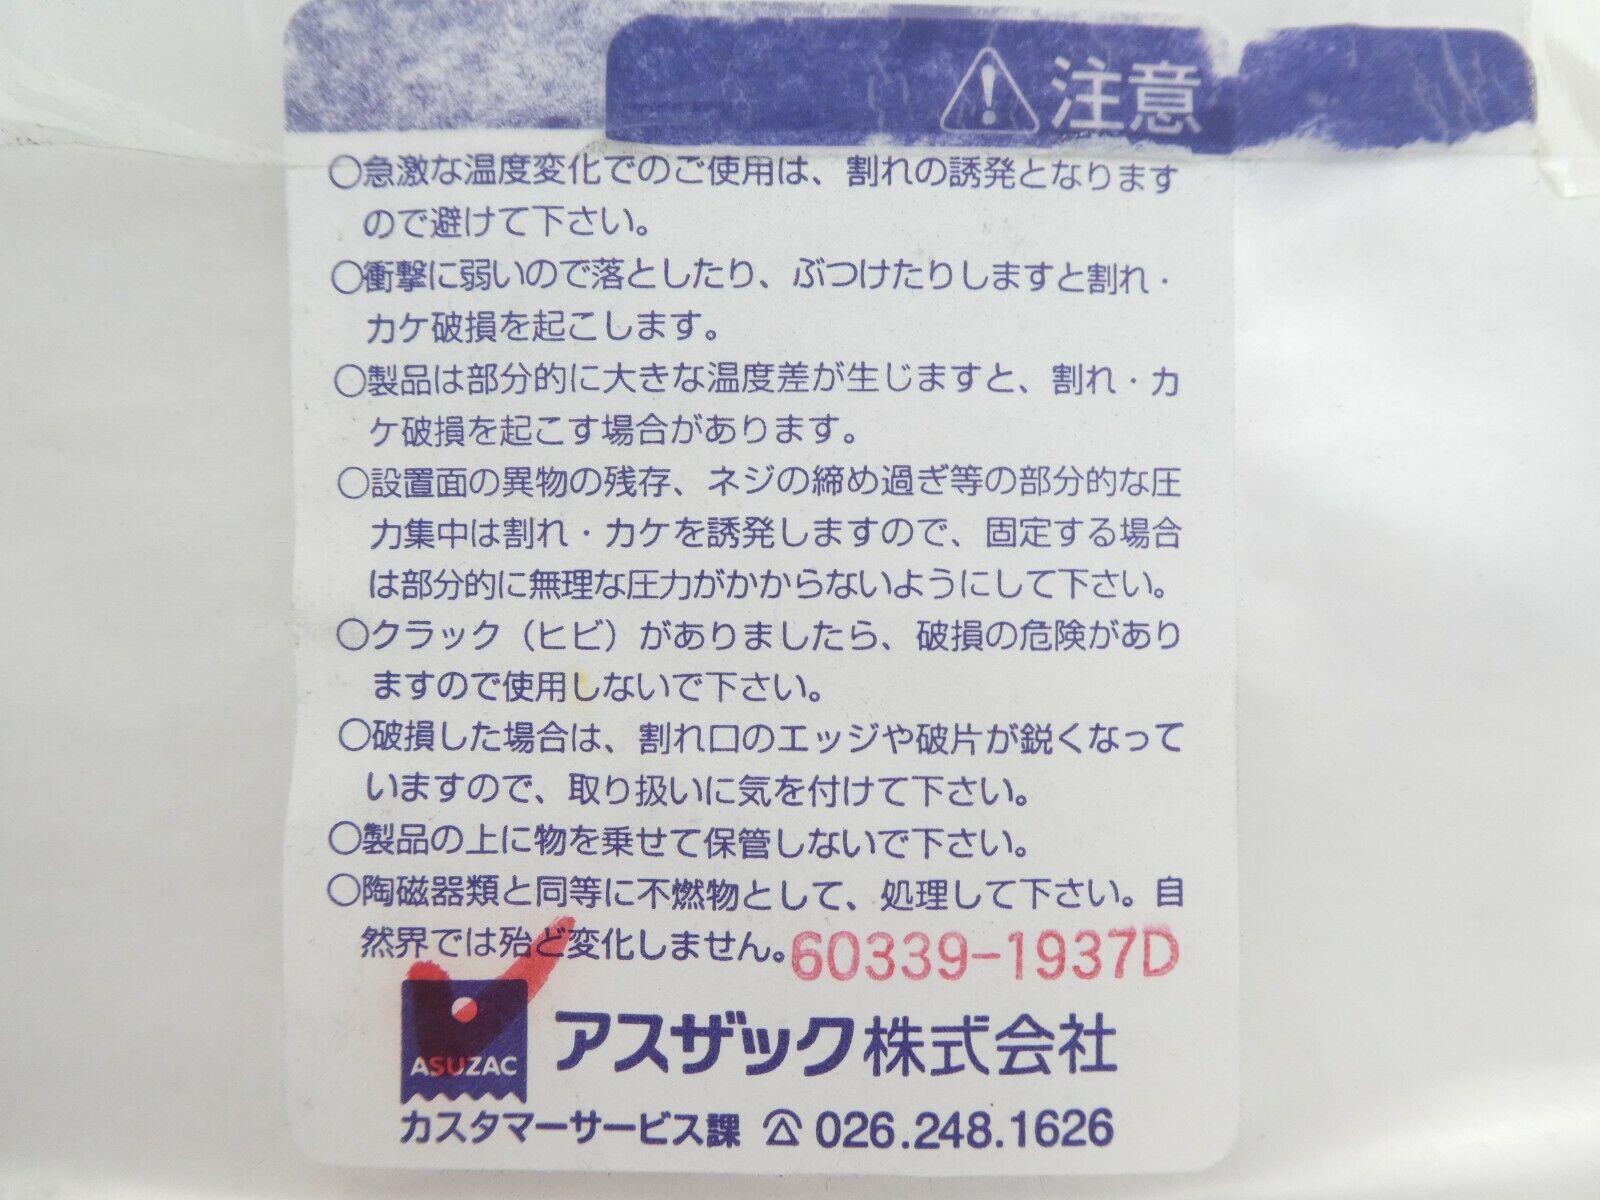 注意
○急激な温度変化でのご使用は、割れの誘発となります
ので避けて下さい。
○衝撃に弱いので落としたり、ぶつけたりしますと割れ・
カケ破損を起こします。
○製品は部分的に大きな温度差が生じますと、割れ・カ
ケ破損を起こす場合があります。
○設置面の異物の残存、ネジの締め過ぎ等の部分的な圧
力集中は割れ・カケを誘発しますので、固定する場合
は部分的に無理な圧力がかからないようにして下さい。
○クラック（ヒビ）がありましたら、破損の危険があり
ますので使用しないで下さい。
○破損した場合は、割れ口のエッジや破片が鋭くなって
いますので、取り扱いに気を付けて下さい。
○製品の上に物を乗せて保管しないで下さい。
○陶磁器類と同等に不燃物として、処理して下さい。自
然界では殆ど変化しません。60339-1937D
ASUZAC アスザック株式会社
カスタマーサービス課 026.248.1626